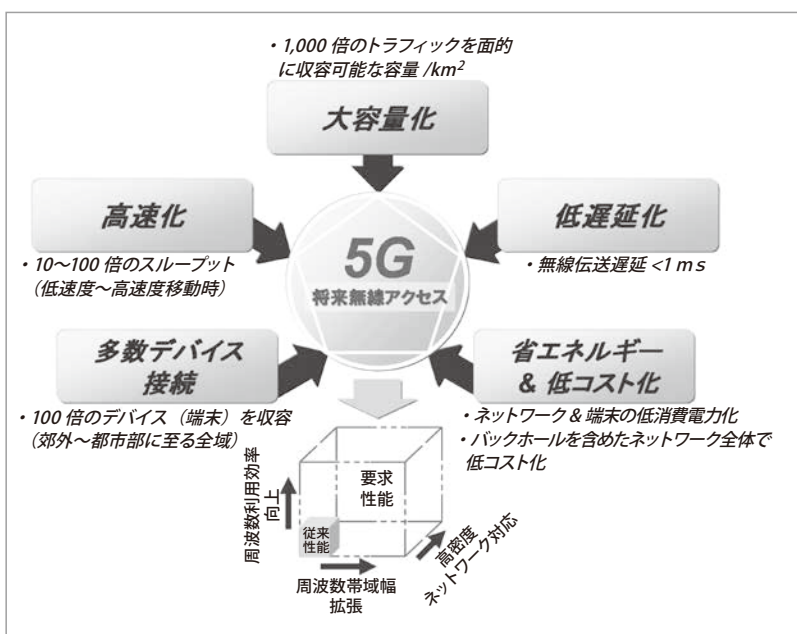 ・1,000 倍のトラフィックを面的
に収容可能な容量 /km²
大容量化
高速化
・10〜100 倍のスループット
（低速度〜高速度移動時）
低遅延化
・無線伝送遅延 <1 ms
5G
将来無線アクセス
多数デバイス
接続
・100 倍のデバイス（端末）を収容
（郊外〜都市部に至る全域）
省エネルギー
& 低コスト化
・ネットワーク & 端末の低消費電力化
・バックホールを含めたネットワーク全体で
低コスト化
周波数利用効率
向上
要求
性能
従来
性能
周波数帯域幅
拡張
高密度
ネットワーク対応